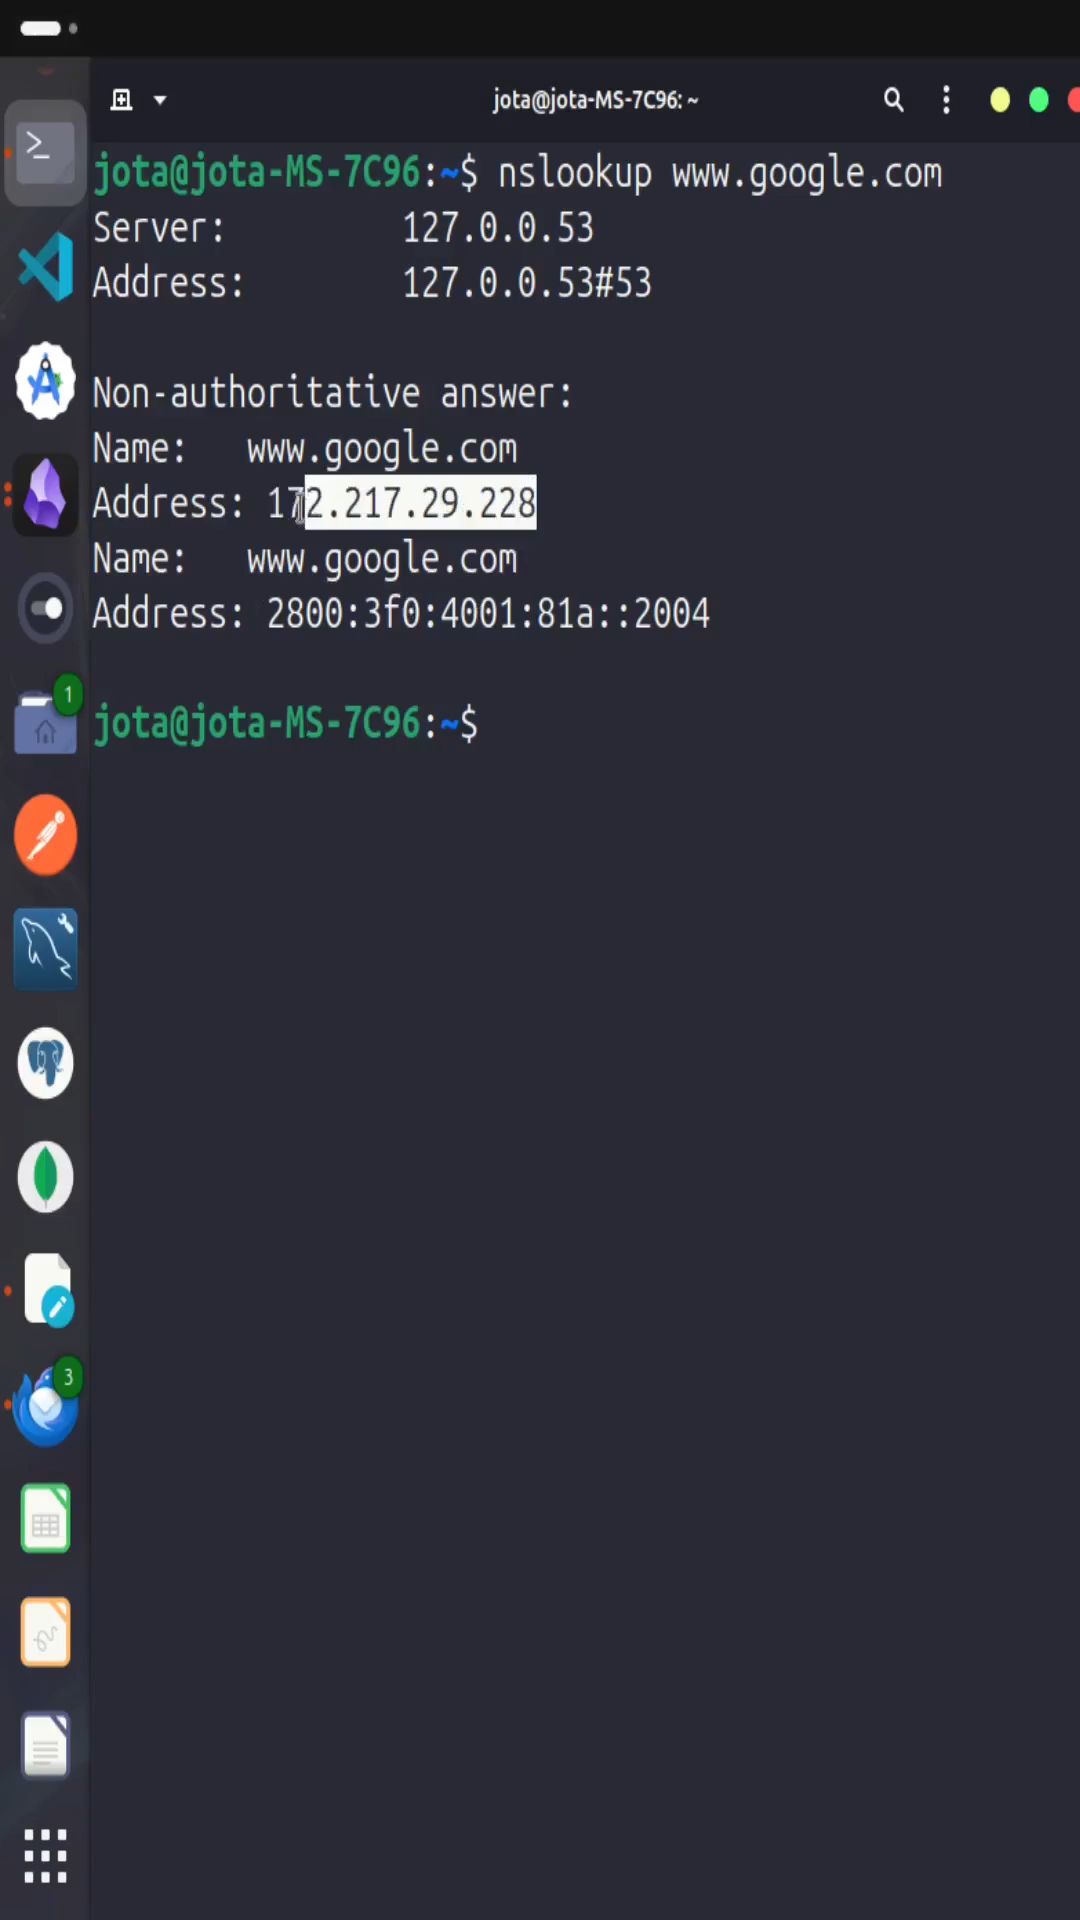 jota@jota-MS-7C96: ~
jota@jota-MS-7C96:~$ nslookup www.google.com
Server: 127.0.0.53
Address: 127.0.0.53#53
Non-authoritative answer:
Name: www.google.com
Address: 172.217.29.228
Name: www.google.com
Address: 2800:3f0:4001:81a::2004
jota@jota-MS-7C96:~$
1
3